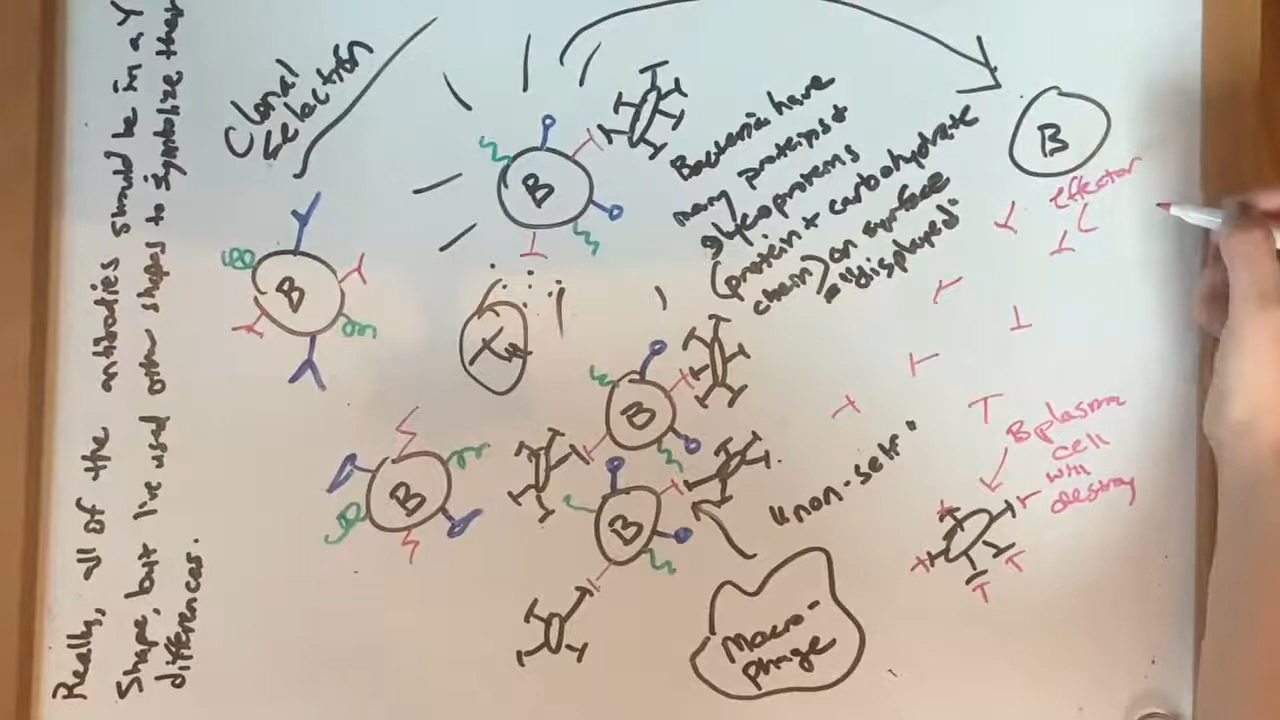 Really, all of the antibodies should be in a Y
shape, but I've used other shapes to symbolize their
differences.
Clonal
Selection
B
B
Bacteria have
many proteins +
glycoproteins
(protein + carbohydrate
chain) on surface
= "displayed"
B
effector
B
B
B
"non-self"
Macro-
phage
B plasma
cell
will
destroy